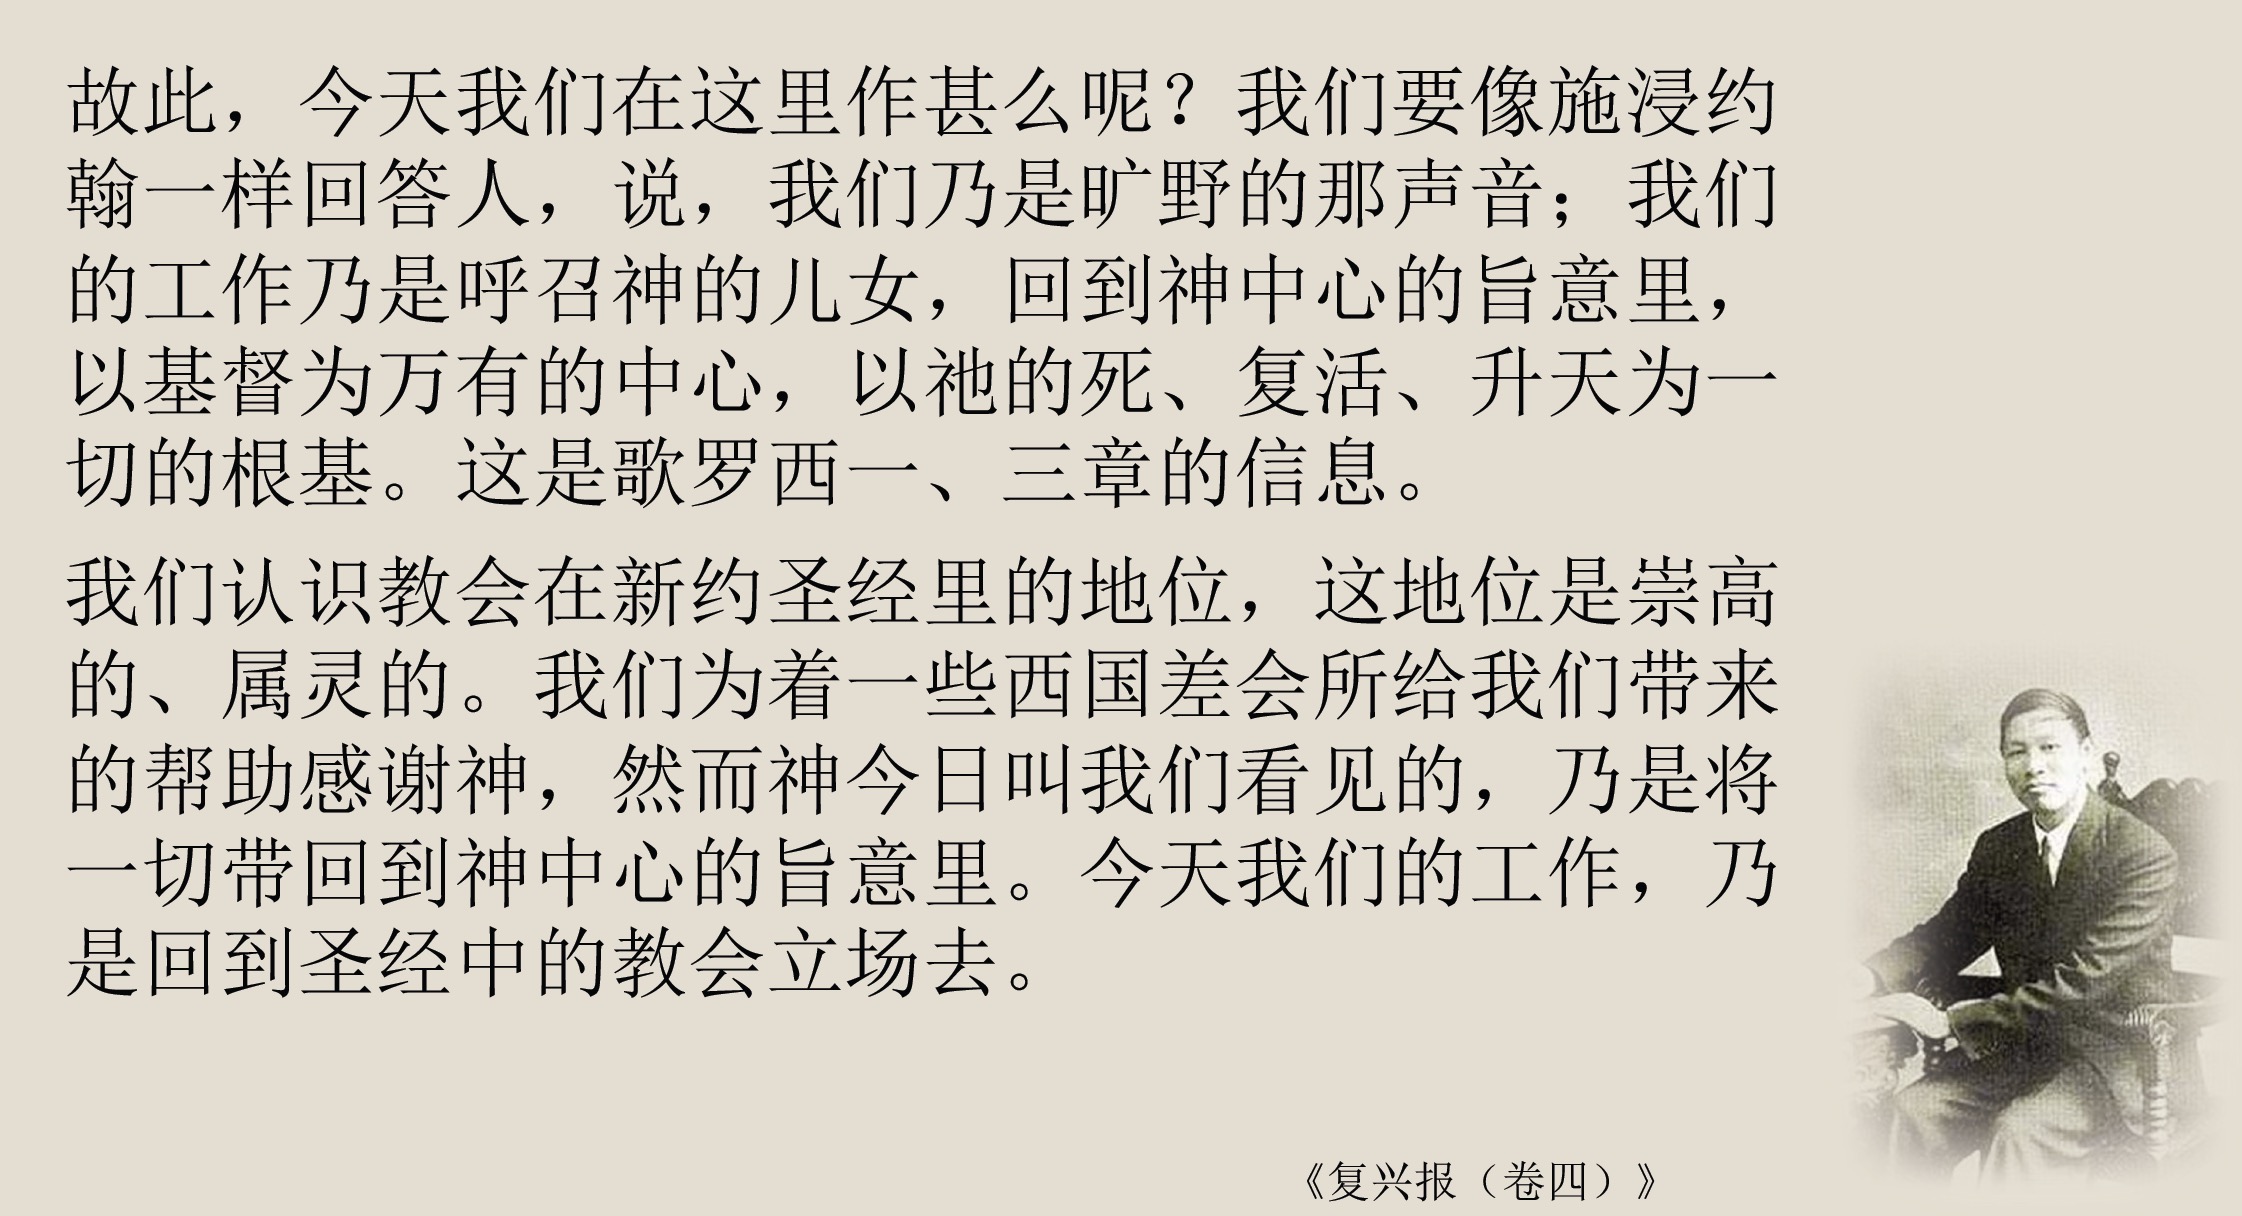 故此，今天我们在这里作甚么呢？我们要像施浸约
翰一样回答人，说，我们乃是旷野的那声音；我们
的工作乃是呼召神的儿女，回到神中心的旨意里，
以基督为万有的中心，以祂的死、复活、升天为一
切的根基。这是歌罗西一、三章的信息。
我们认识教会在新约圣经里的地位，这地位是崇高
的、属灵的。我们为着一些西国差会所给我们带来
的帮助感谢神，然而神今日叫我们看见的，乃是将
一切带回到神中心的旨意里。今天我们的工作，乃
是回到圣经中的教会立场去。
《复兴报（卷四）》